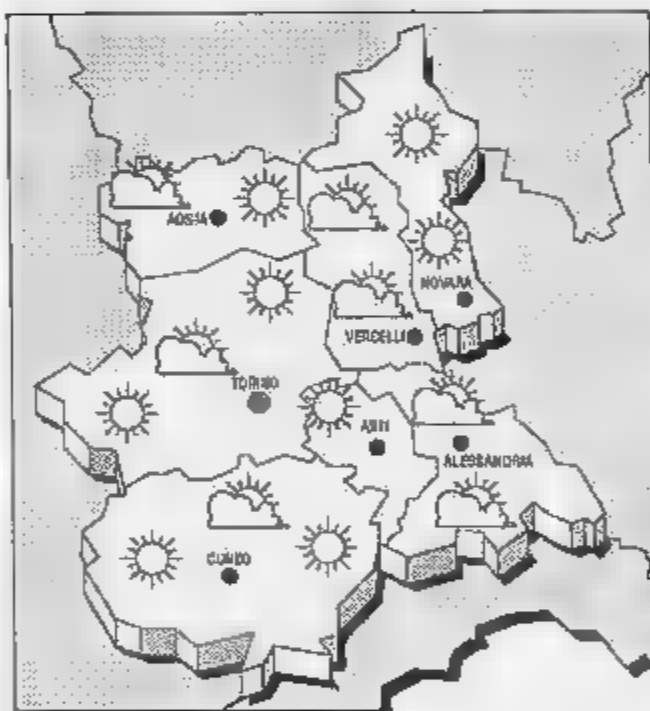 AOSTA
NOVARA
VERCELLI
TORINO
ASTI
ALESSANDRIA
CUNEO